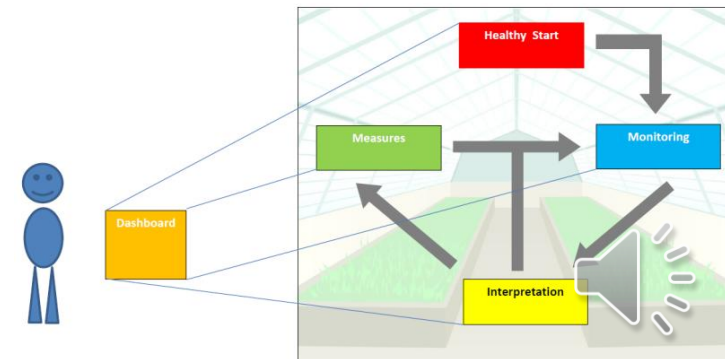 Healthy Start
Measures
Monitoring
Dashboard
Interpretation